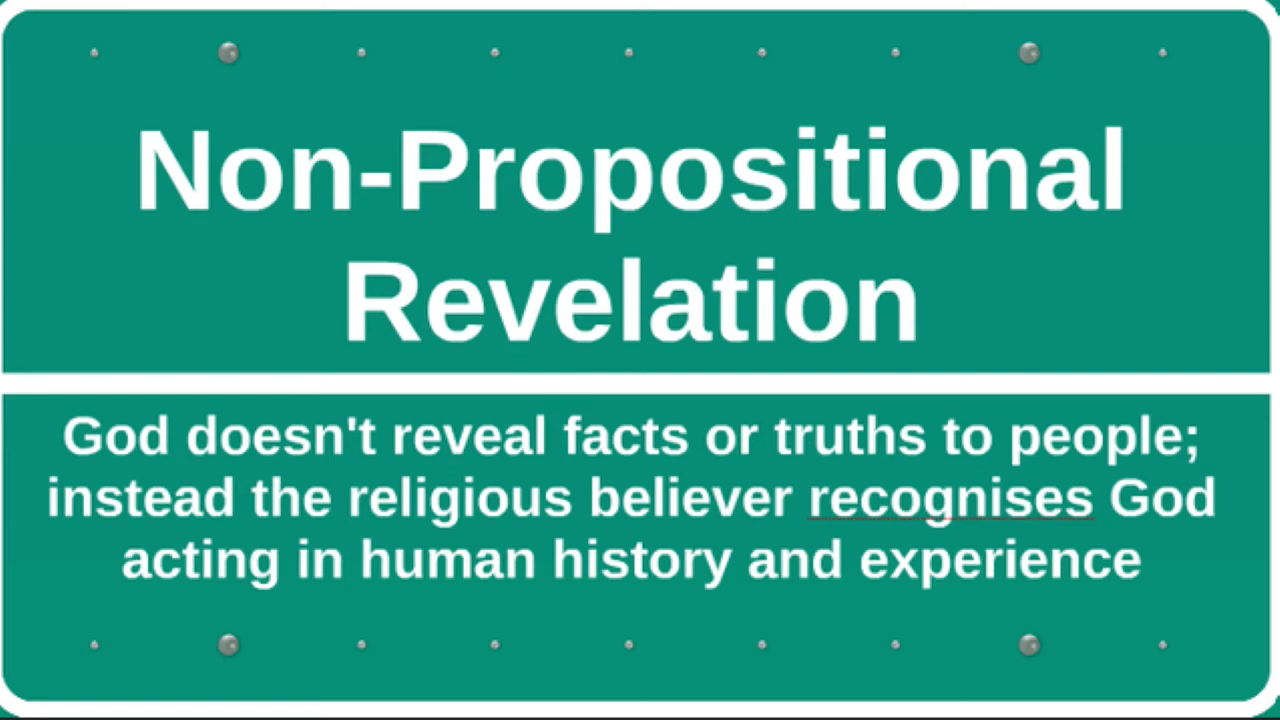 Non-Propositional
Revelation
God doesn't reveal facts or truths to people;
instead the religious believer recognises God
acting in human history and experience